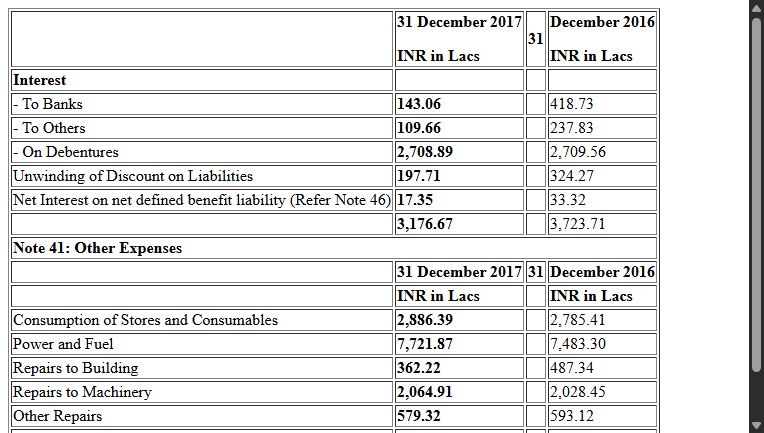 31 December 2017 31 December 2016
INR in Lacs INR in Lacs
Interest
- To Banks 143.06 418.73
- To Others 109.66 237.83
- On Debentures 2,708.89 2,709.56
Unwinding of Discount on Liabilities 197.71 324.27
Net Interest on net defined benefit liability (Refer Note 46) 17.35 33.32
3,176.67 3,723.71
Note 41: Other Expenses
31 December 2017 31 December 2016
INR in Lacs INR in Lacs
Consumption of Stores and Consumables 2,886.39 2,785.41
Power and Fuel 7,721.87 7,483.30
Repairs to Building 362.22 487.34
Repairs to Machinery 2,064.91 2,028.45
Other Repairs 579.32 593.12